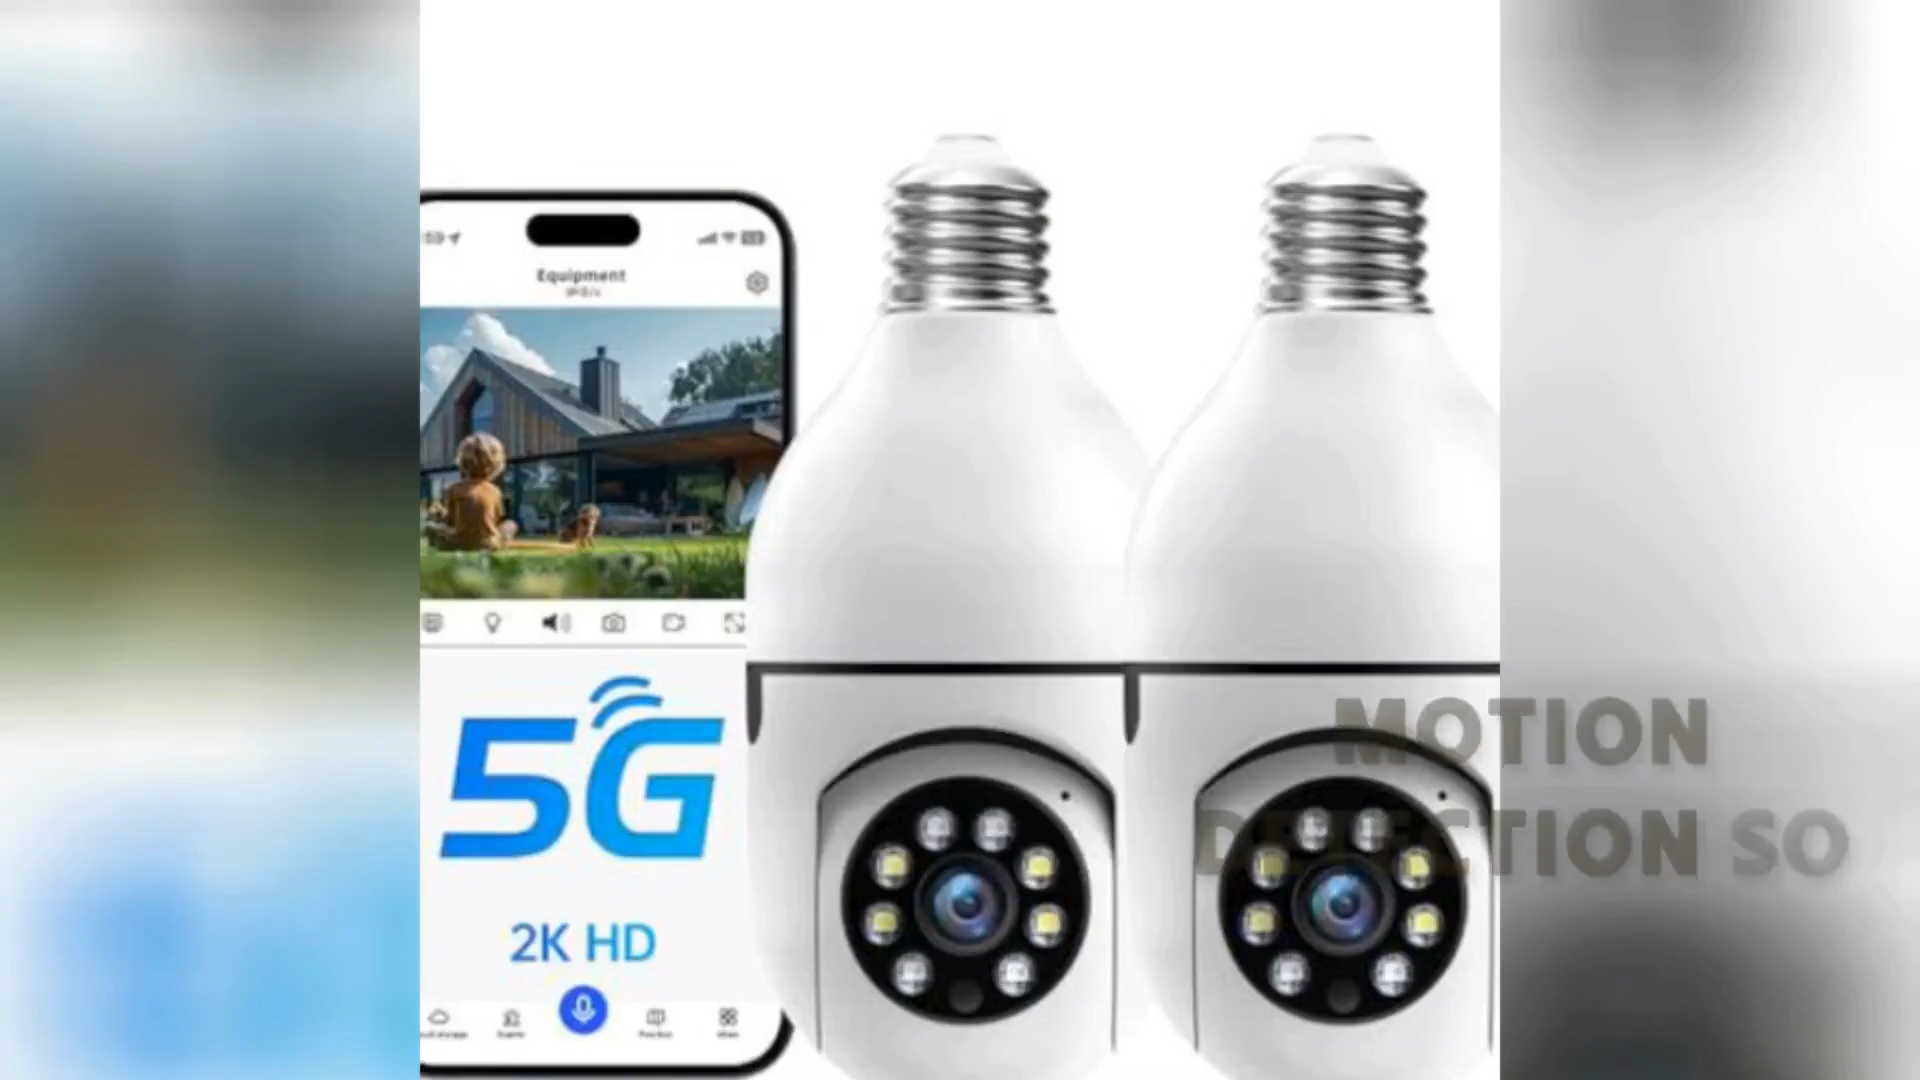 Equipment
5G
2K HD
MOTION
DETECTION SO